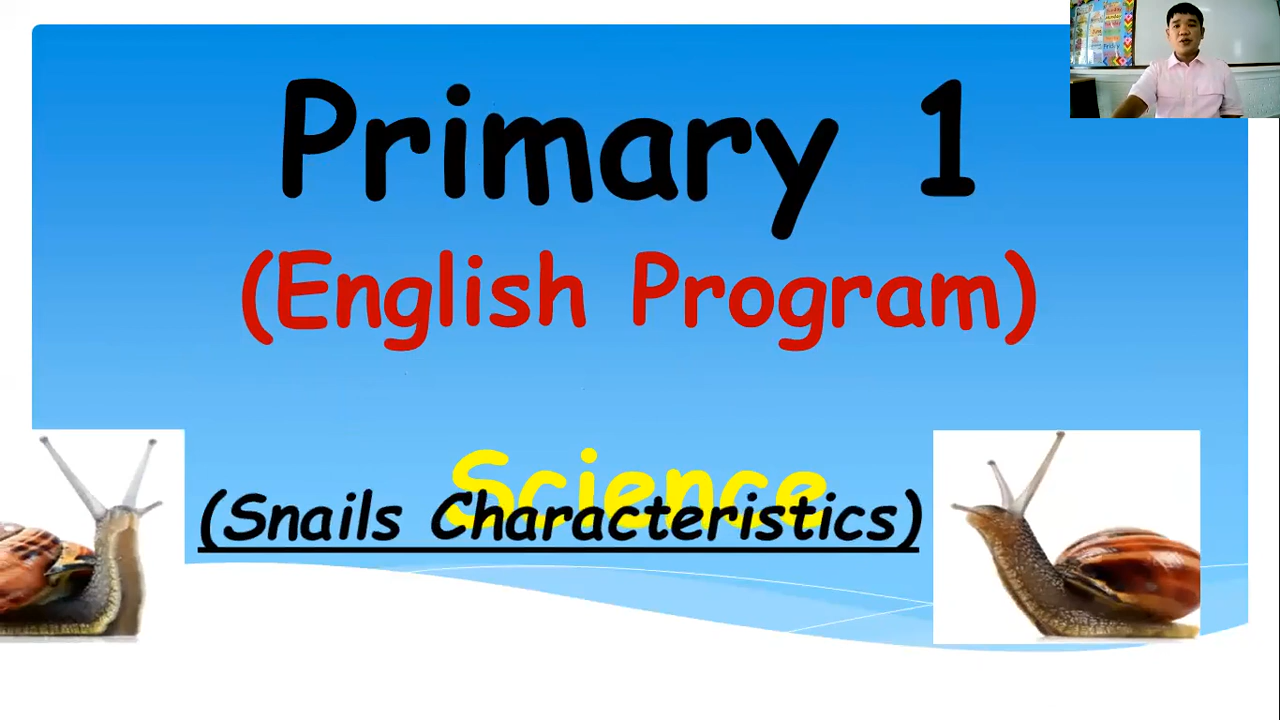 Primary 1
(English Program)
Science
(Snails Characteristics)